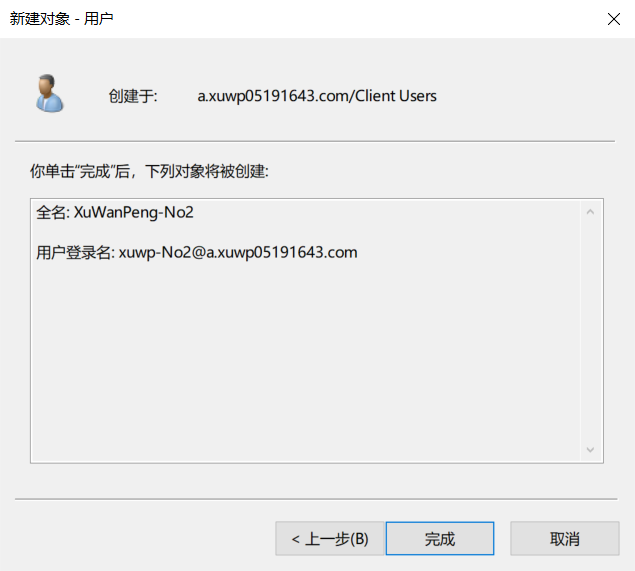 新建对象 - 用户
创建于: a.xuwp05191643.com/Client Users
你单击“完成”后，下列对象将被创建:
全名: XuWanPeng-No2
用户登录名: xuwp-No2@a.xuwp05191643.com
< 上一步(B) 完成 取消